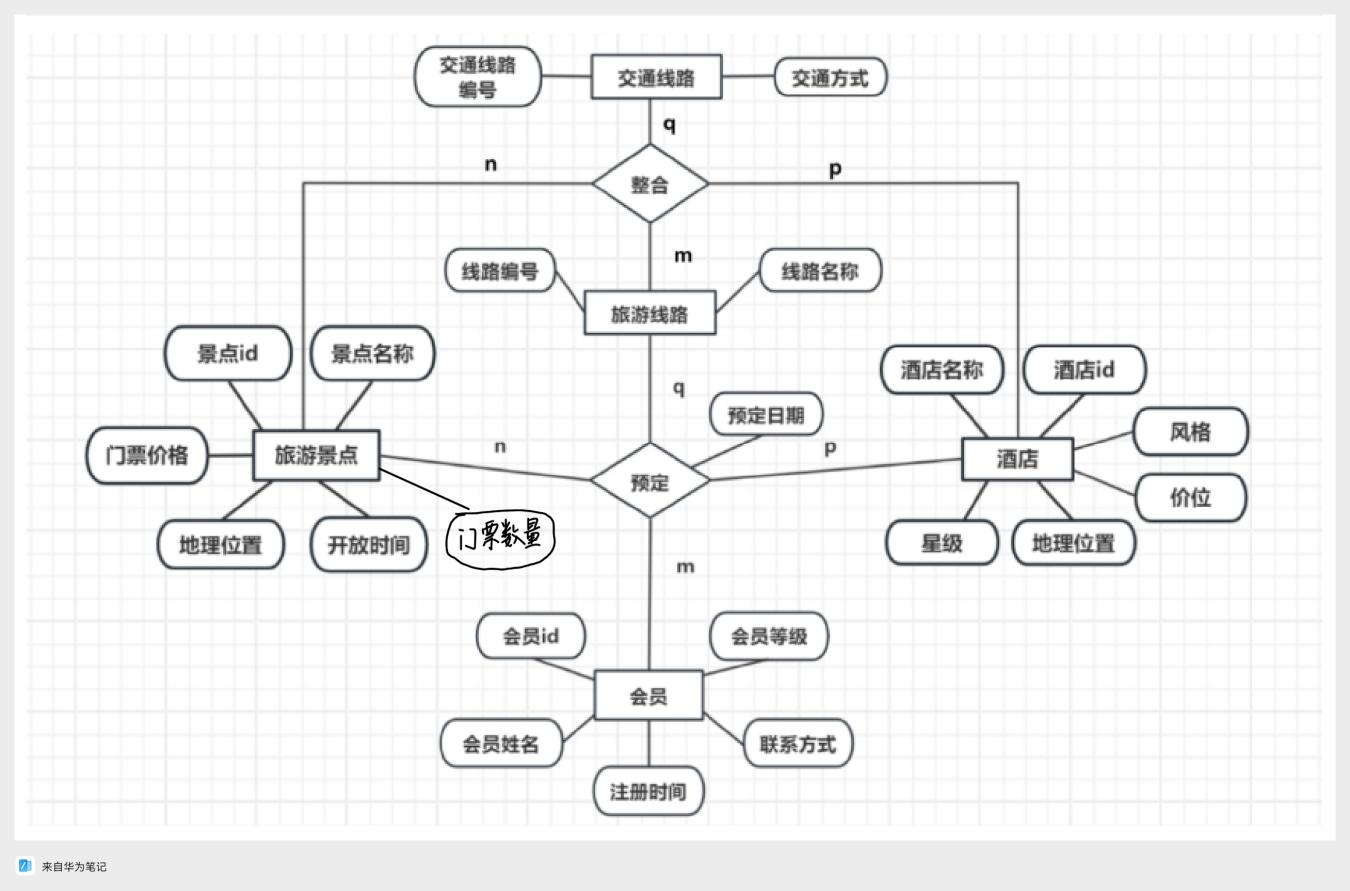 交通线路
编号
交通线路
交通方式
q
n
p
整合
m
线路编号
线路名称
旅游线路
景点id
景点名称
酒店名称
酒店id
q
预定日期
风格
门票价格
旅游景点
n
p
酒店
预定
价位
地理位置
开放时间
门票数量
星级
地理位置
m
会员id
会员等级
会员
会员姓名
联系方式
注册时间
来自华为笔记